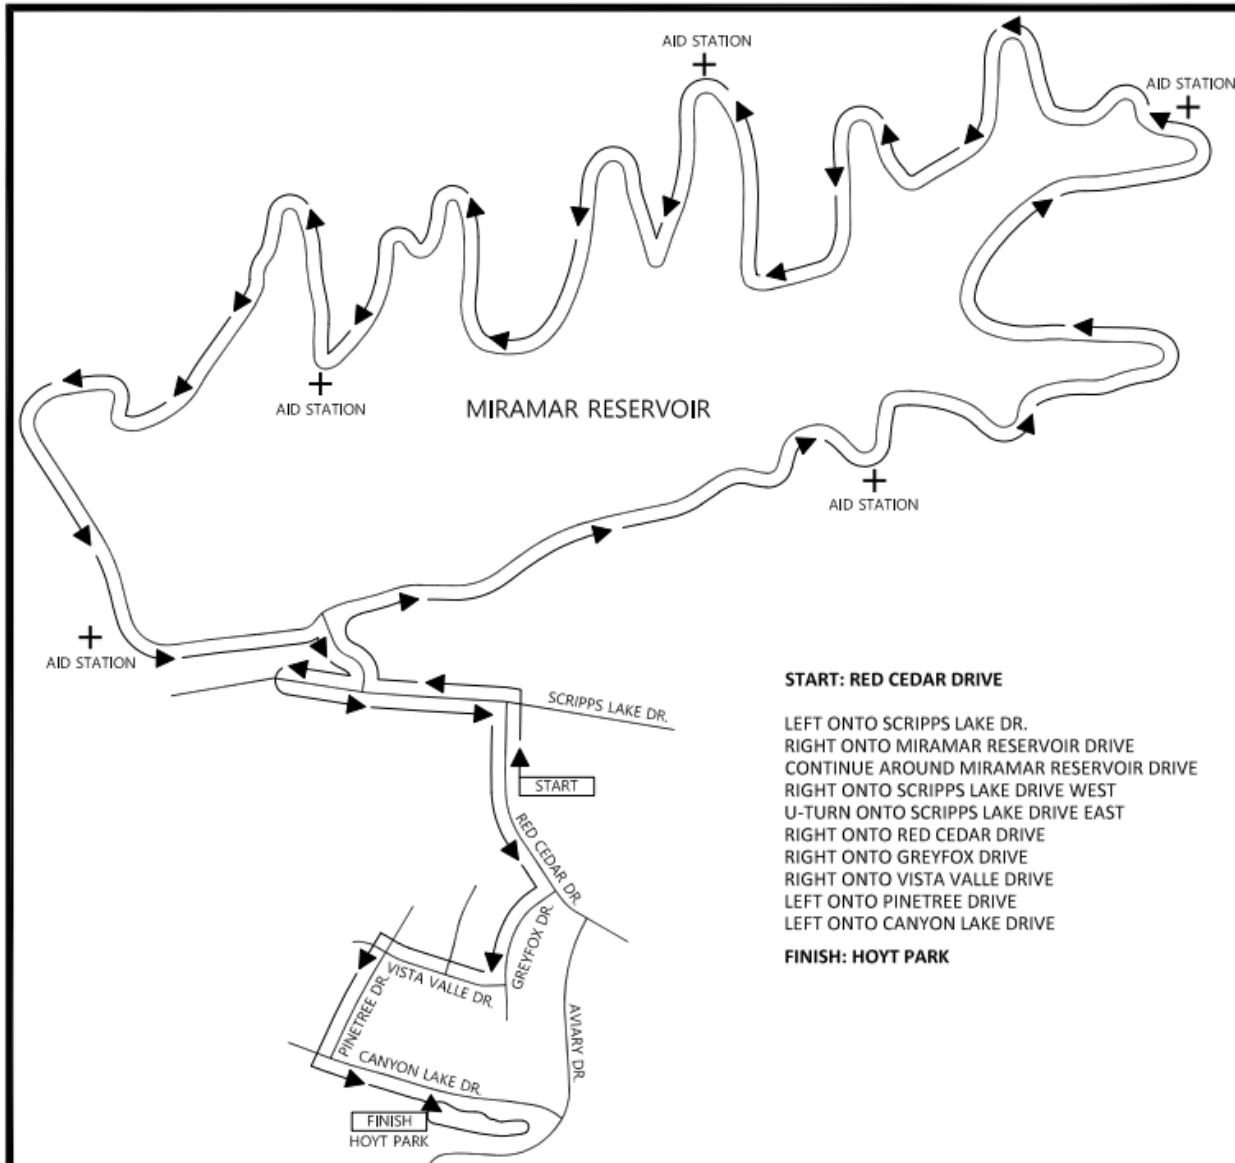 AID STATION
AID STATION
AID STATION
MIRAMAR RESERVOIR
AID STATION
AID STATION
SCRIPPS LAKE DR.
START
RED CEDAR DR.
GREYFOX DR.
VISTA VALLE DR.
PINETREE DR.
AVIARY DR.
CANYON LAKE DR.
FINISH
HOYT PARK
START: RED CEDAR DRIVE
LEFT ONTO SCRIPPS LAKE DR.
RIGHT ONTO MIRAMAR RESERVOIR DRIVE
CONTINUE AROUND MIRAMAR RESERVOIR DRIVE
RIGHT ONTO SCRIPPS LAKE DRIVE WEST
U-TURN ONTO SCRIPPS LAKE DRIVE EAST
RIGHT ONTO RED CEDAR DRIVE
RIGHT ONTO GREYFOX DRIVE
RIGHT ONTO VISTA VALLE DRIVE
LEFT ONTO PINETREE DRIVE
LEFT ONTO CANYON LAKE DRIVE
FINISH: HOYT PARK